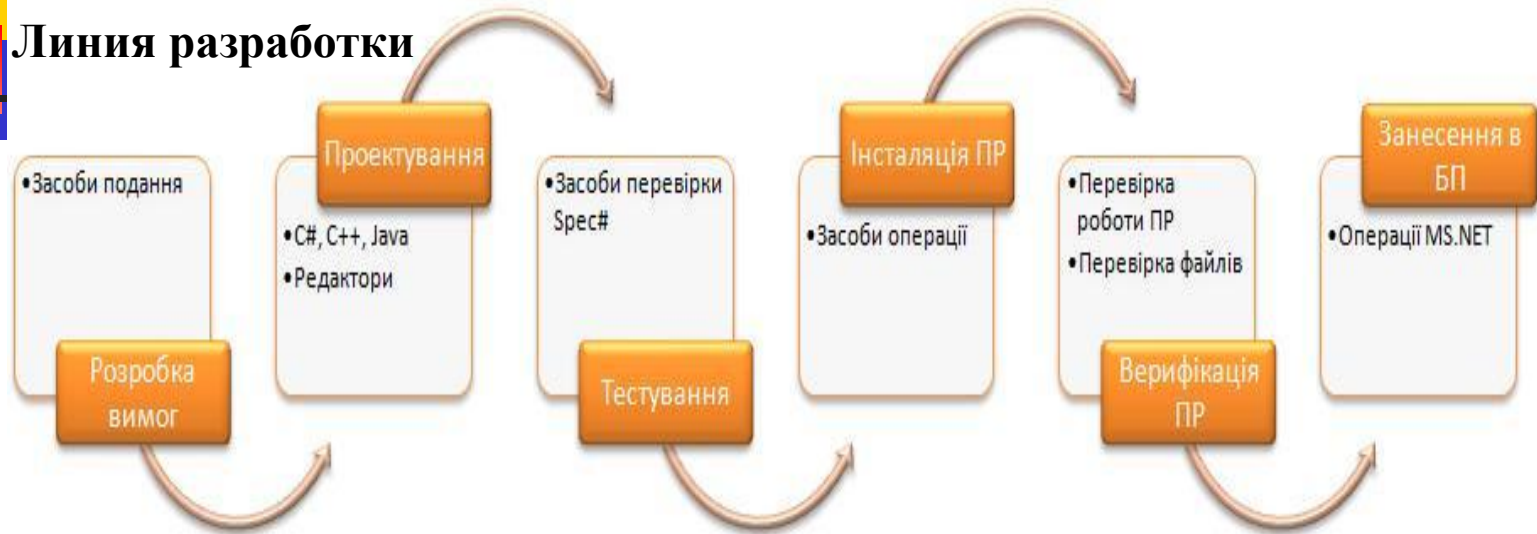 Линия разработки
•Засоби подання
Розробка
вимог
Проектування
•C#, C++, Java
•Редактори
•Засоби перевірки
Spec#
Тестування
Інсталяція ПР
•Засоби операції
•Перевірка
роботи ПР
•Перевірка файлів
Верифікація
ПР
Занесення в
БП
•Операції MS.NET